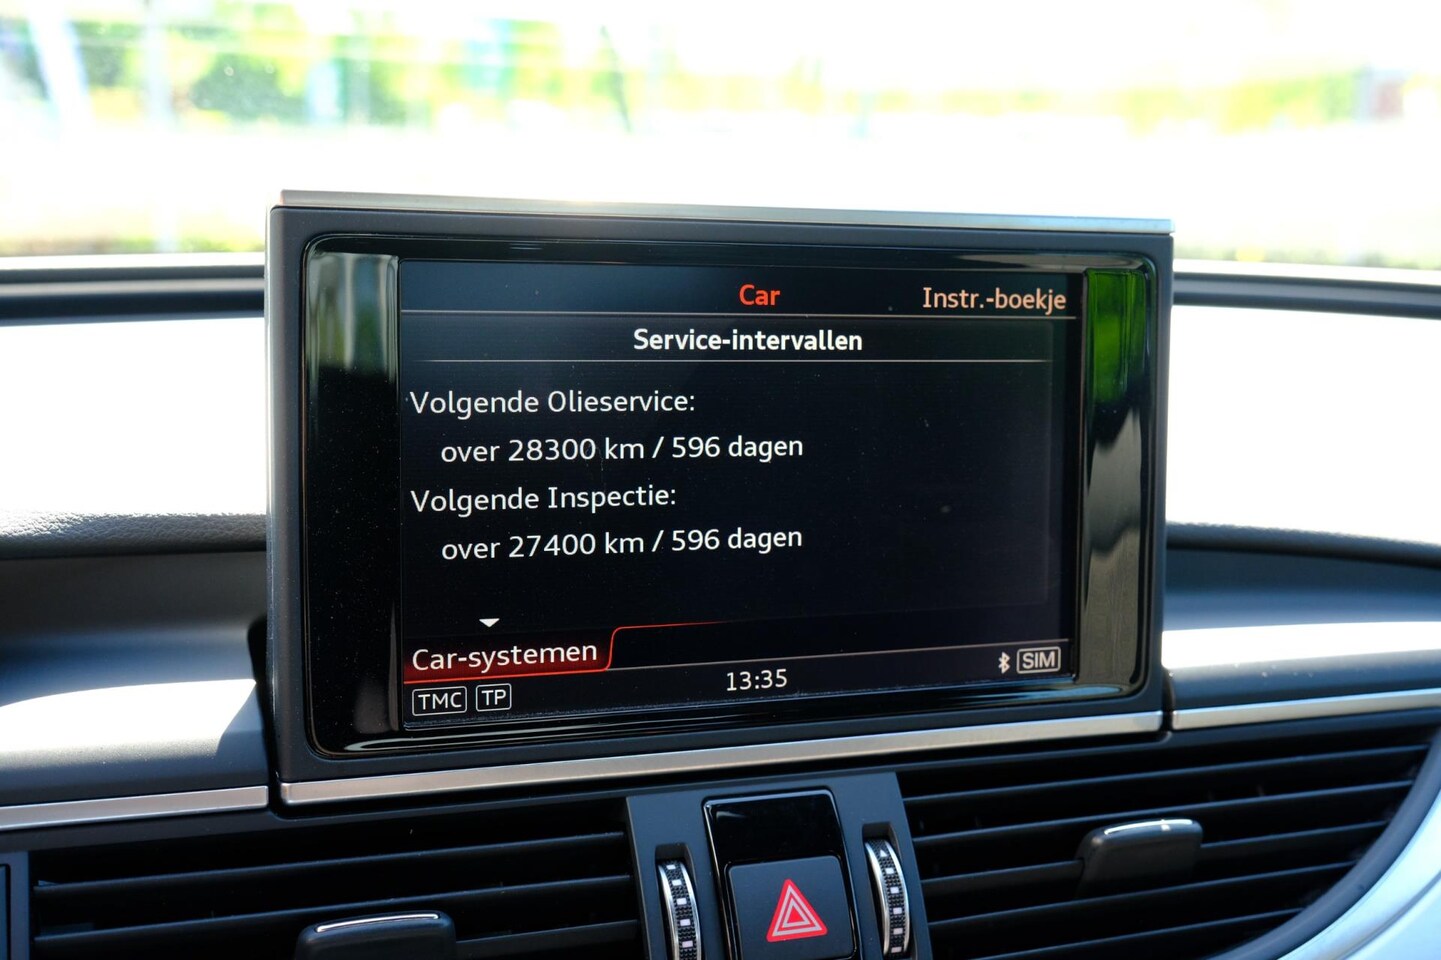 Car
Instr.-boekje
Service-intervallen
Volgende Olieservice:
over 28300 km / 596 dagen
Volgende Inspectie:
over 27400 km / 596 dagen
Car-systemen
TMC TP
13:35
SIM